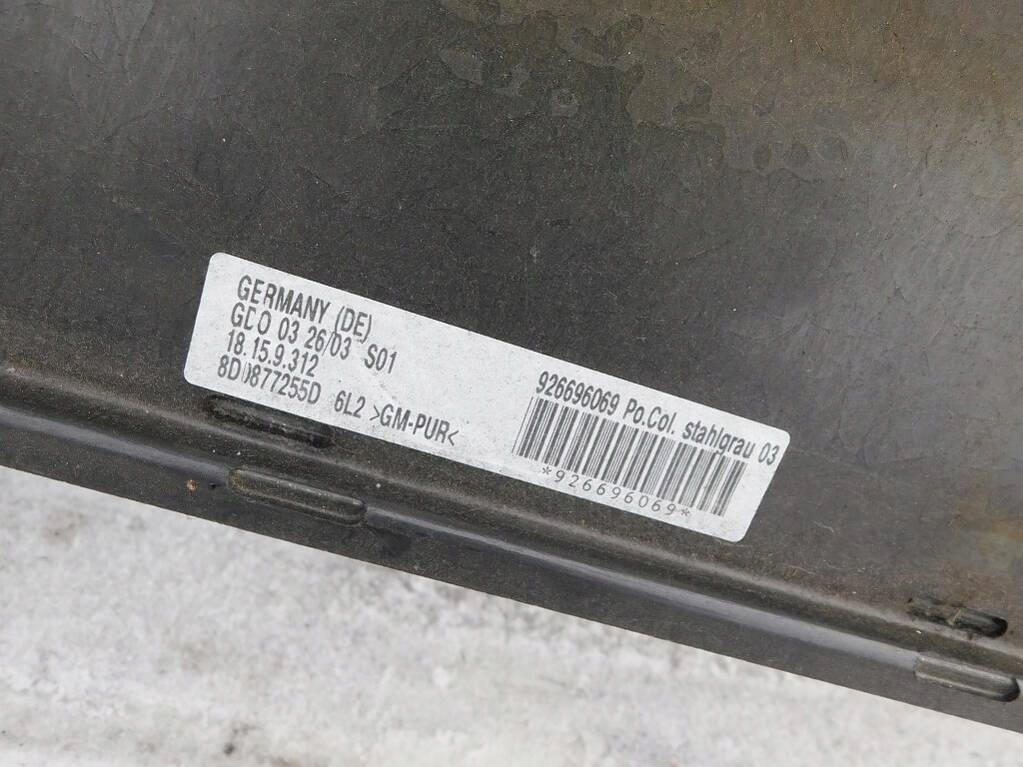 GERMANY (DE)
GDO 03 26/03 S01
18.15.9.312
8D0877255D 6L2 >GM-PUR<
926696069 Po.Col. stahlgrau 03
*926696069*